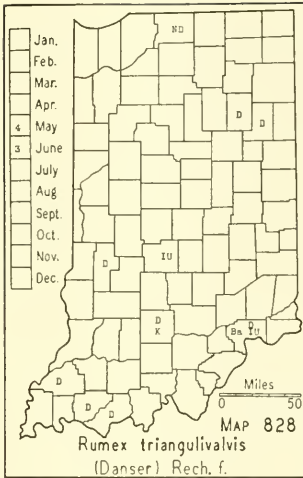 Jan.
Feb.
Mar.
Apr.
4 May
3 June
July
Aug
Sept.
Oct.
Nov.
Dec.
ND
D
D
D
IU
D
K
D
Ba IU
D
D
D
Miles
0 50
MAP 828
Rumex triangulivalvis
(Danser) Rech. f.